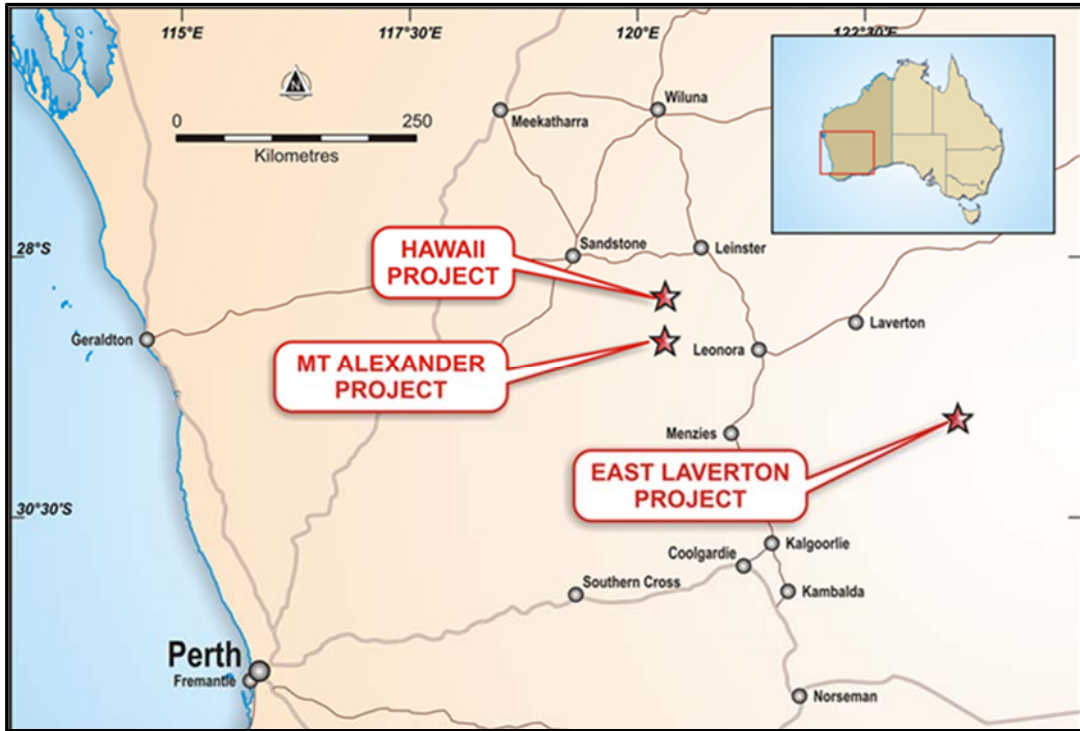 115°E
117°30'E
120°E
122°30'E
N
0
250
Kilometres
Meekatharra
Wiluna
28°S
HAWAII
PROJECT
Sandstone
Leinster
Geraldton
MT ALEXANDER
PROJECT
Leonora
Laverton
Menzies
EAST LAVERTON
PROJECT
30°30'S
Coolgardie
Kalgoorlie
Southern Cross
Kambalda
Perth
Fremantle
Norseman